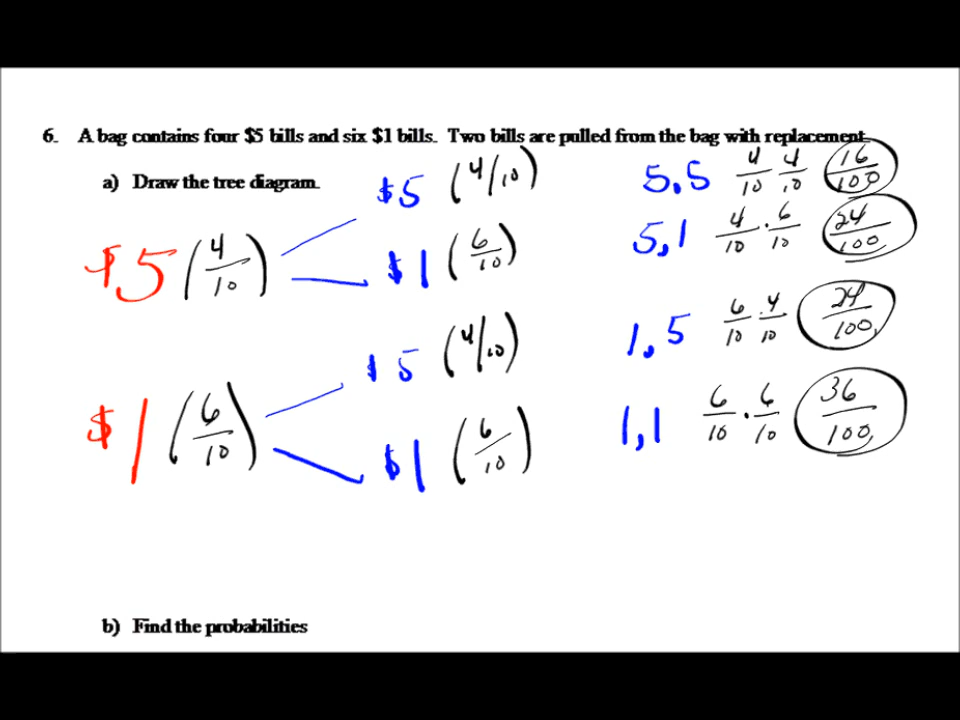 6. A bag contains four $5 bills and six $1 bills. Two bills are pulled from the bag with replacement.
a) Draw the tree diagram.
$5 (4/10)
5,5 4/10 4/10 16/100
$5 (4/10)
$1 (6/10)
5,1 4/10 · 6/10 24/100
$5 (4/10)
1,5 6/10 · 4/10 24/100
$1 (6/10)
$1 (6/10)
1,1 6/10 · 6/10 36/100
b) Find the probabilities